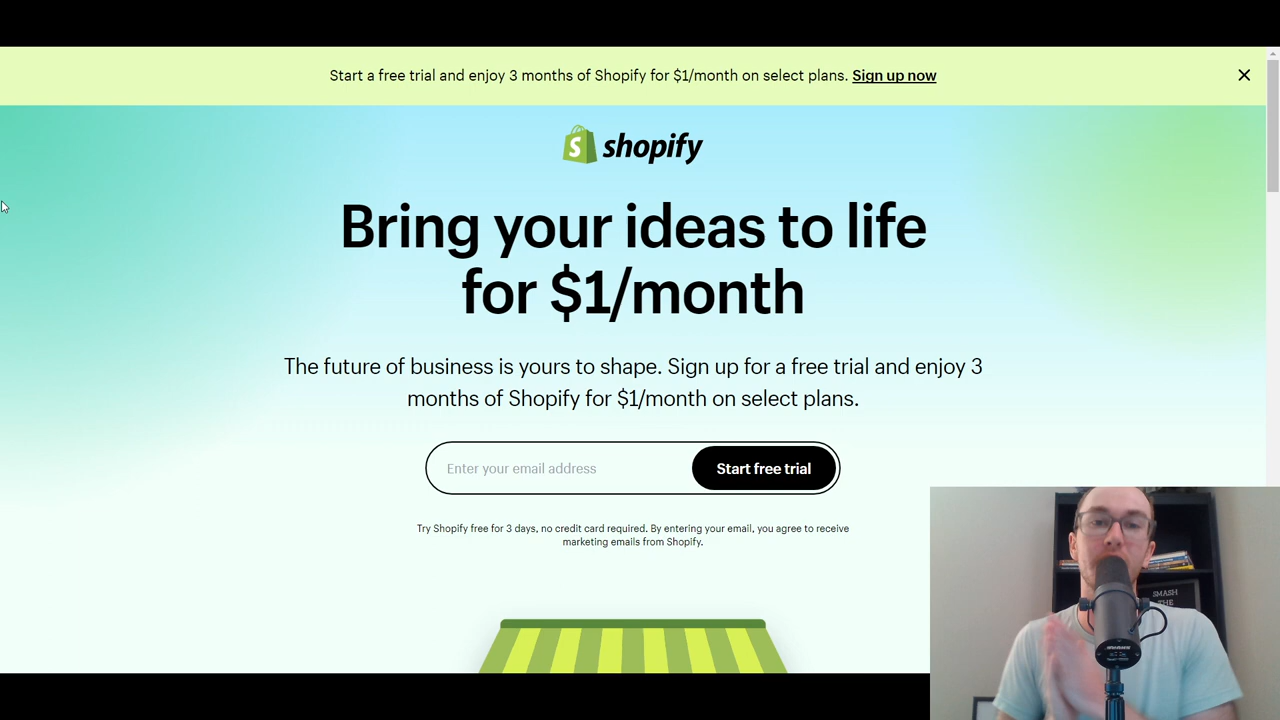 Start a free trial and enjoy 3 months of Shopify for $1/month on select plans. Sign up now
shopify
Bring your ideas to life
for $1/month
The future of business is yours to shape. Sign up for a free trial and enjoy 3
months of Shopify for $1/month on select plans.
Enter your email address
Start free trial
Try Shopify free for 3 days, no credit card required. By entering your email, you agree to receive
marketing emails from Shopify.
SMASH
THE